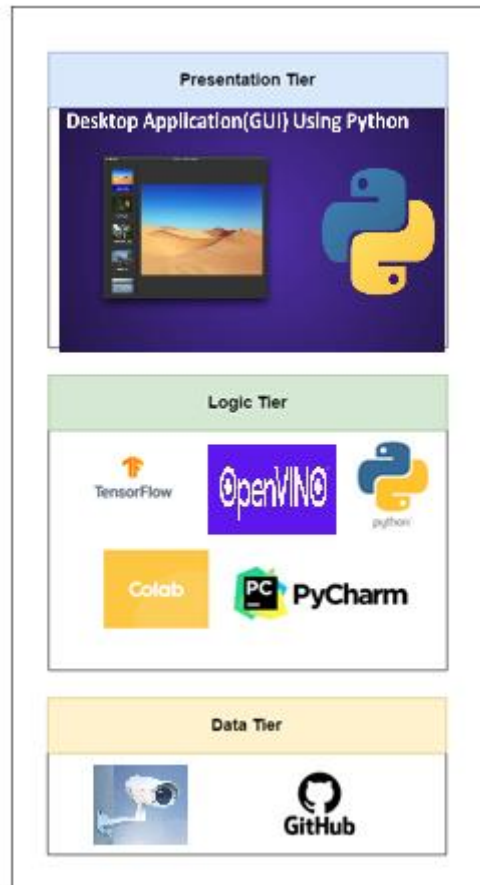 Presentation Tier
Desktop Application(GUI) Using Python
Logic Tier
TensorFlow
OpenVINO
python
Colab
PC PyCharm
Data Tier
GitHub